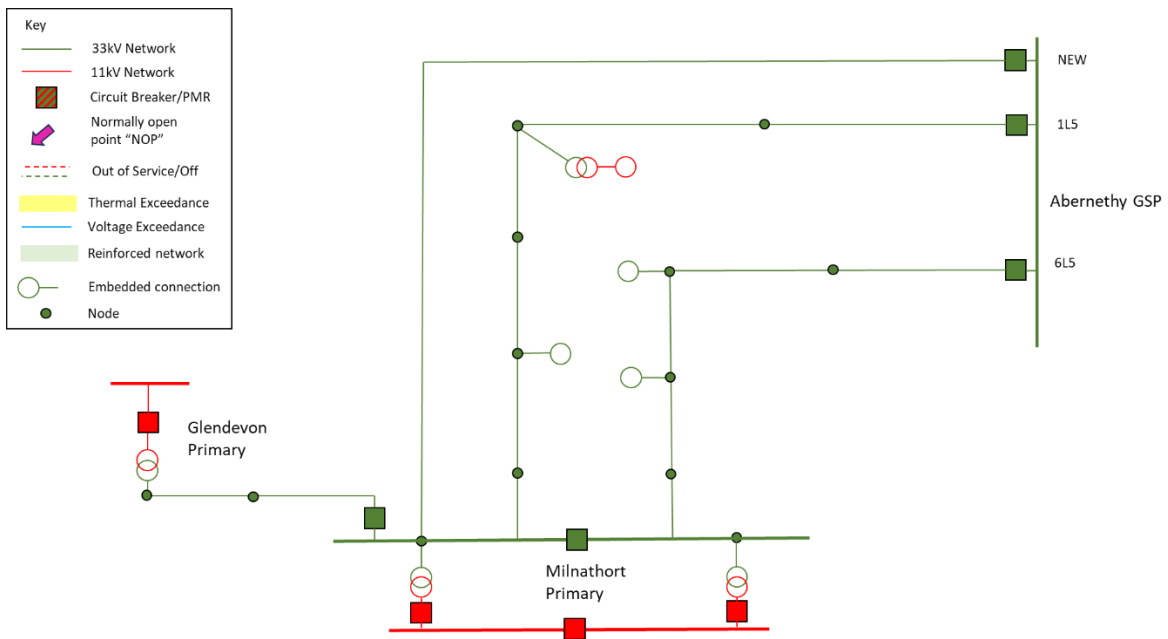 Key
33kV Network
11kV Network
Circuit Breaker/PMR
Normally open
point “NOP”
Out of Service/Off
Thermal Exceedance
Voltage Exceedance
Reinforced network
Embedded connection
Node
NEW
1L5
Abernethy GSP
6L5
Glendevon
Primary
Milnathort
Primary